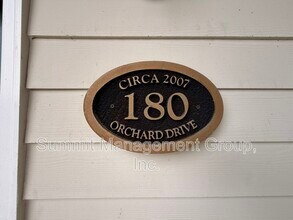 CIRCA 2007
180
ORCHARD DRIVE
Summit Management Group,
Inc.